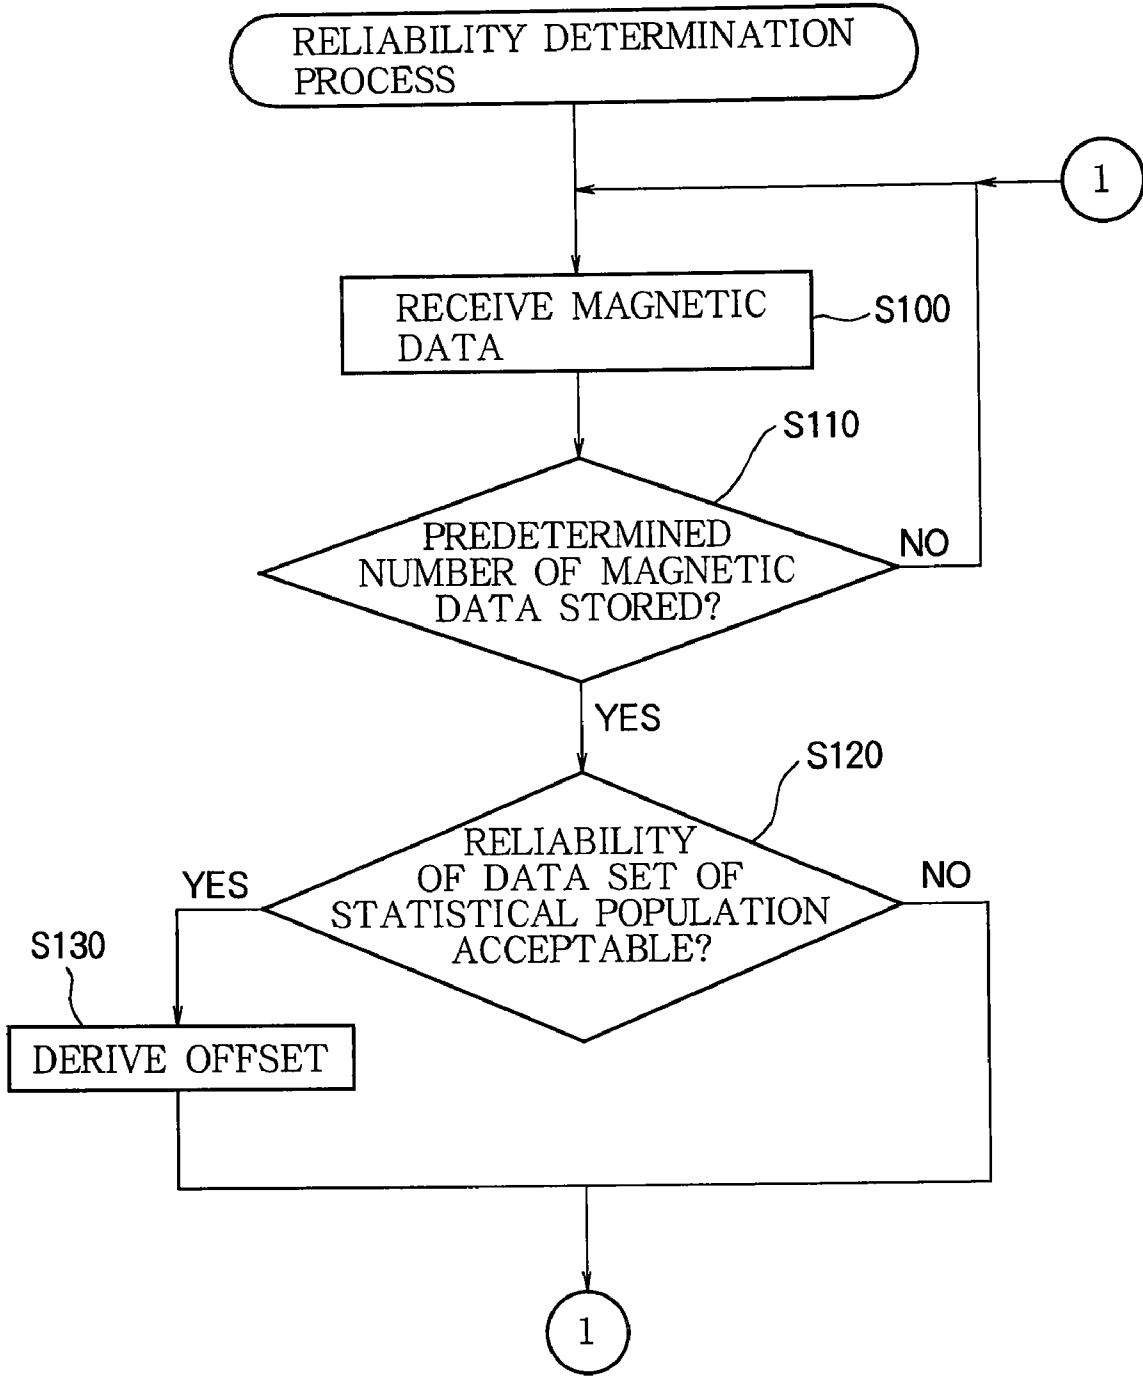 RELIABILITY DETERMINATION
PROCESS
1
RECEIVE MAGNETIC
DATA
S100
S110
PREDETERMINED
NUMBER OF MAGNETIC
DATA STORED?
NO
YES
S120
RELIABILITY
OF DATA SET OF
STATISTICAL POPULATION
ACCEPTABLE?
YES
NO
S130
DERIVE OFFSET
1